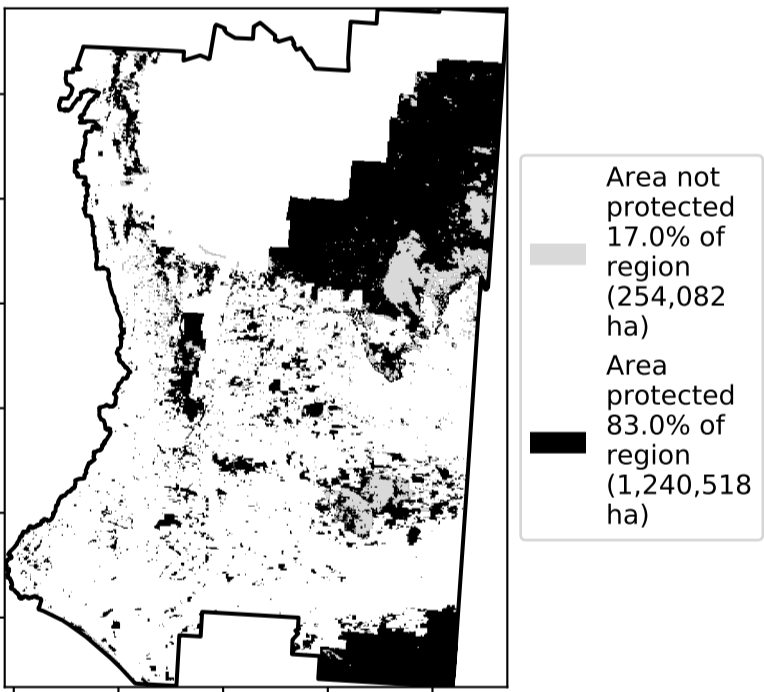 Area not
protected
17.0% of
region
(254,082
ha)
Area
protected
83.0% of
region
(1,240,518
ha)